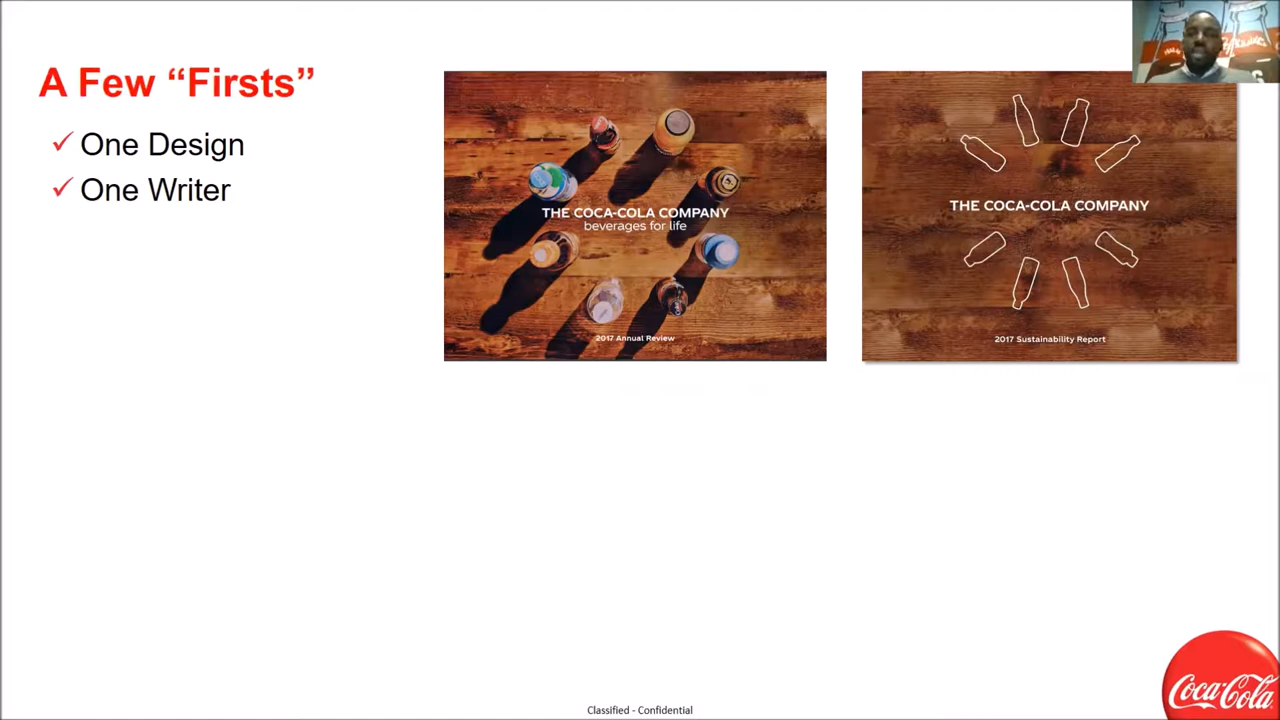 A Few “Firsts”
✓ One Design
✓ One Writer
THE COCA-COLA COMPANY
beverages for life
2017 Annual Review
THE COCA-COLA COMPANY
2017 Sustainability Report
Classified - Confidential
Coca-Cola